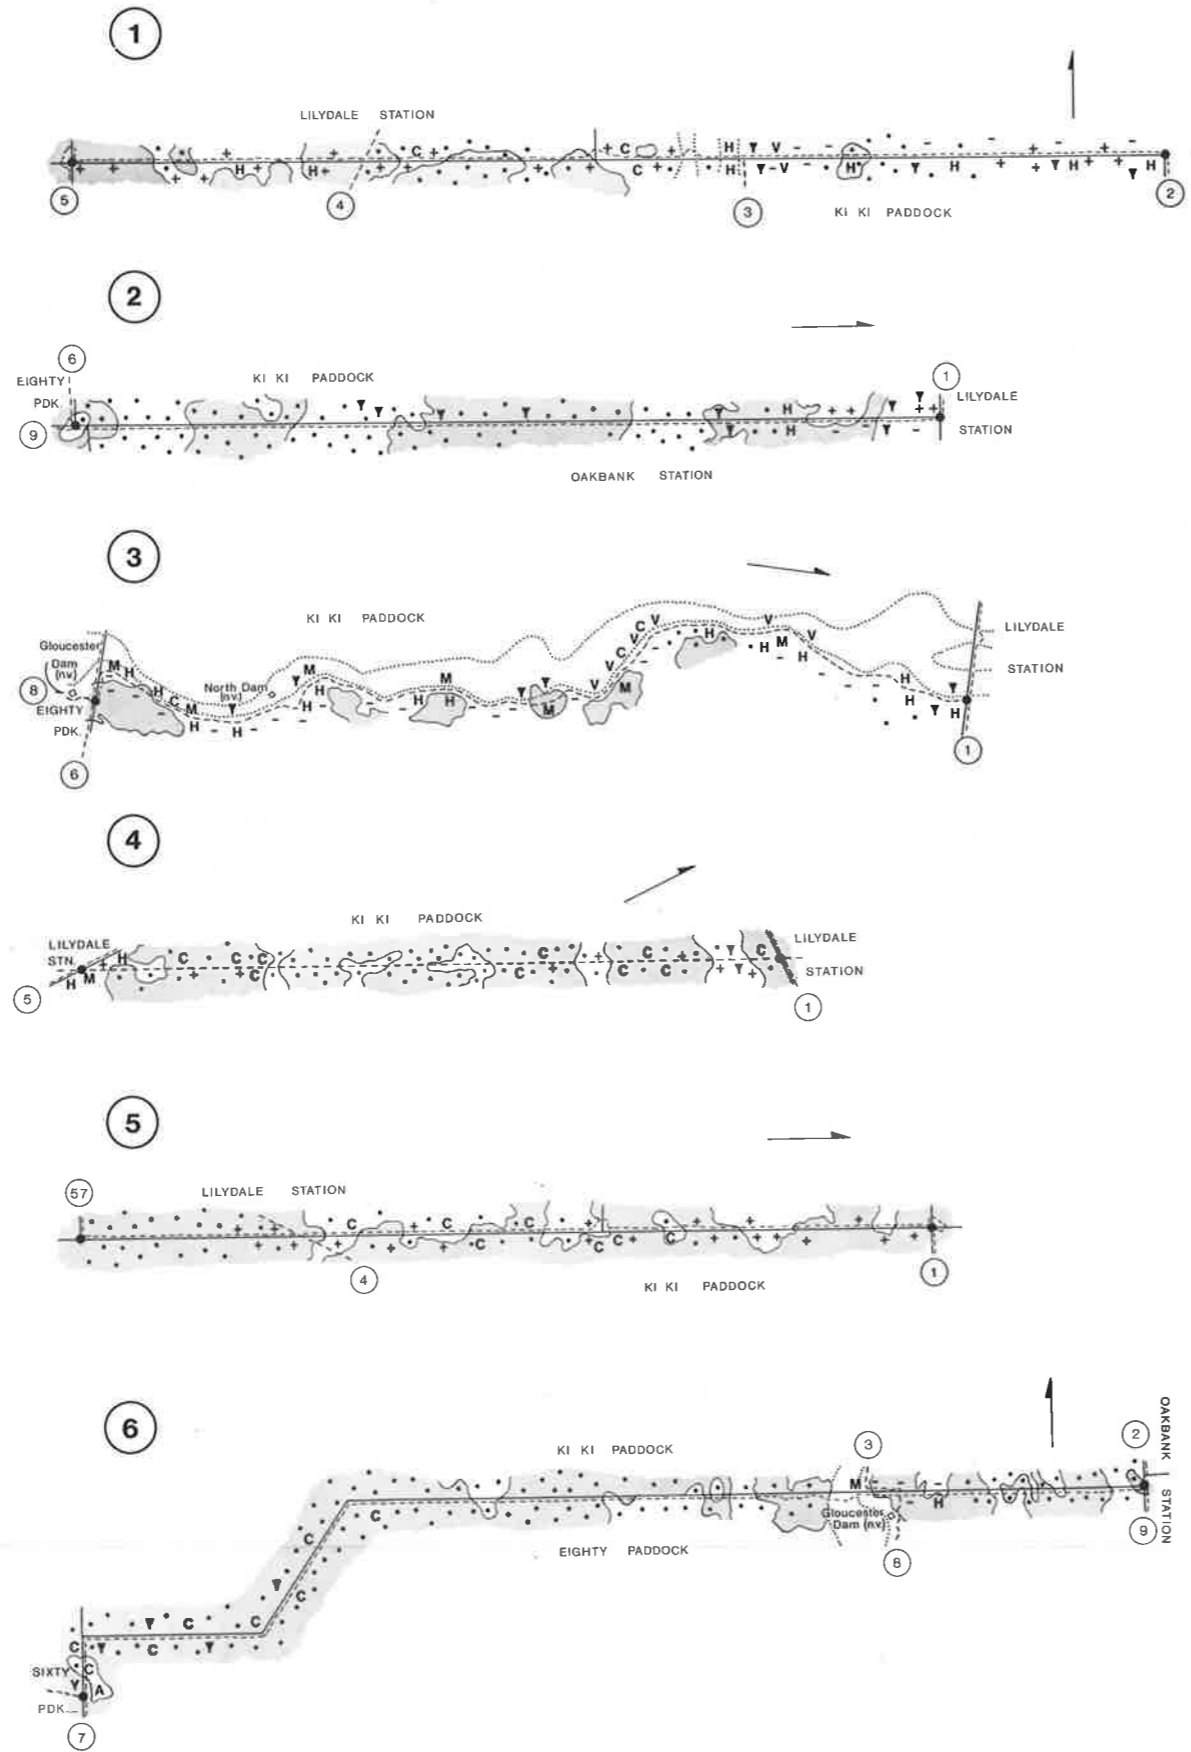 1
LILYDALE STATION
5
4
3
KI KI PADDOCK
2
2
6
EIGHTY
PDK.
9
KI KI PADDOCK
1
LILYDALE
STATION
OAKBANK STATION
3
KI KI PADDOCK
Gloucester
Dam
(n.v.)
8
EIGHTY
PDK.
6
North Dam
(n.v.)
LILYDALE
STATION
1
4
KI KI PADDOCK
LILYDALE
STN.
5
LILYDALE
STATION
1
5
57
LILYDALE STATION
4
KI KI PADDOCK
1
6
KI KI PADDOCK
3
2
OAKBANK STATION
Gloucester
Dam (n.v.)
EIGHTY PADDOCK
8
9
SIXTY
PDK.
7